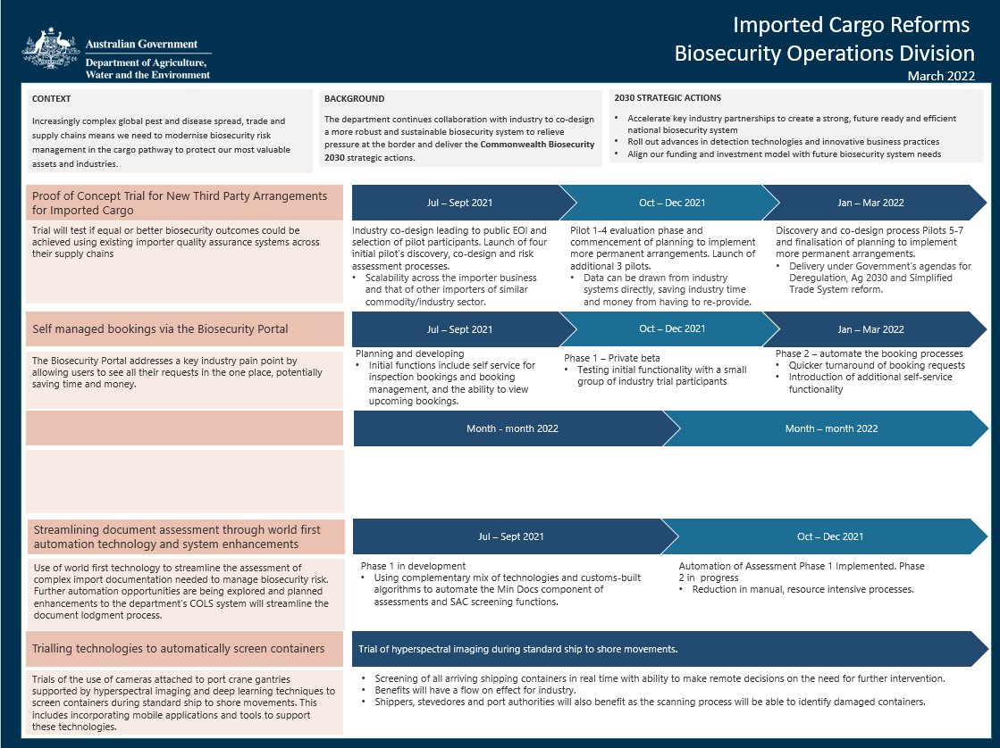 Australian Government
Department of Agriculture,
Water and the Environment
Imported Cargo Reforms
Biosecurity Operations Division
March 2022
CONTEXT
Increasingly complex global pest and disease spread, trade and
supply chains means we need to modernise biosecurity risk
management in the cargo pathway to protect our most valuable
assets and industries.
BACKGROUND
The department continues collaboration with industry to co-design
a more robust and sustainable biosecurity system to relieve
pressure at the border and deliver the Commonwealth Biosecurity
2030 strategic actions.
2030 STRATEGIC ACTIONS
• Accelerate key industry partnerships to create a strong, future ready and efficient
national biosecurity system
• Roll out advances in detection technologies and innovative business practices
• Align our funding and investment model with future biosecurity system needs
Proof of Concept Trial for New Third Party Arrangements
for Imported Cargo
Trial will test if equal or better biosecurity outcomes could be
achieved using existing importer quality assurance systems across
their supply chains
Jul – Sept 2021
Industry co-design leading to public EOI and
selection of pilot participants. Launch of four
initial pilot's discovery, co-design and risk
assessment processes.
• Scalability across the importer business
and that of other importers of similar
commodity/industry sector.
Oct – Dec 2021
Pilot 1-4 evaluation phase and
commencement of planning to implement
more permanent arrangements. Launch of
additional 3 pilots.
• Data can be drawn from industry
systems directly, saving industry time
and money from having to re-provide.
Jan – Mar 2022
Discovery and co-design process Pilots 5-7
and finalisation of planning to implement
more permanent arrangements.
• Delivery under Government's agendas for
Deregulation, Ag 2030 and Simplified
Trade System reform.
Self managed bookings via the Biosecurity Portal
The Biosecurity Portal addresses a key industry pain point by
allowing users to see all their requests in the one place, potentially
saving time and money.
Jul – Sept 2021
Planning and developing
• Initial functions include self service for
inspection bookings and booking
management, and the ability to view
upcoming bookings.
Oct – Dec 2021
Phase 1 – Private beta
• Testing initial functionality with a small
group of industry trial participants
Jan – Mar 2022
Phase 2 – automate the booking processes
• Quicker turnaround of booking requests
• Introduction of additional self-service
functionality
Month - month 2022
Month – month 2022
Streamlining document assessment through world first
automation technology and system enhancements
Use of world first technology to streamline the assessment of
complex import documentation needed to manage biosecurity risk.
Further automation opportunities are being explored and planned
enhancements to the department's COLS system will streamline the
document lodgment process.
Jul – Sept 2021
Phase 1 in development
• Using complementary mix of technologies and customs-built
algorithms to automate the Min Docs component of
assessments and SAC screening functions.
Oct – Dec 2021
Automation of Assessment Phase 1 Implemented. Phase
2 in progress
• Reduction in manual, resource intensive processes.
Trialling technologies to automatically screen containers
Trials of the use of cameras attached to port crane gantries
supported by hyperspectral imaging and deep learning techniques to
screen containers during standard ship to shore movements. This
includes incorporating mobile applications and tools to support
these technologies.
Trial of hyperspectral imaging during standard ship to shore movements.
• Screening of all arriving shipping containers in real time with ability to make remote decisions on the need for further intervention.
• Benefits will have a flow on effect for industry.
• Shippers, stevedores and port authorities will also benefit as the scanning process will be able to identify damaged containers.